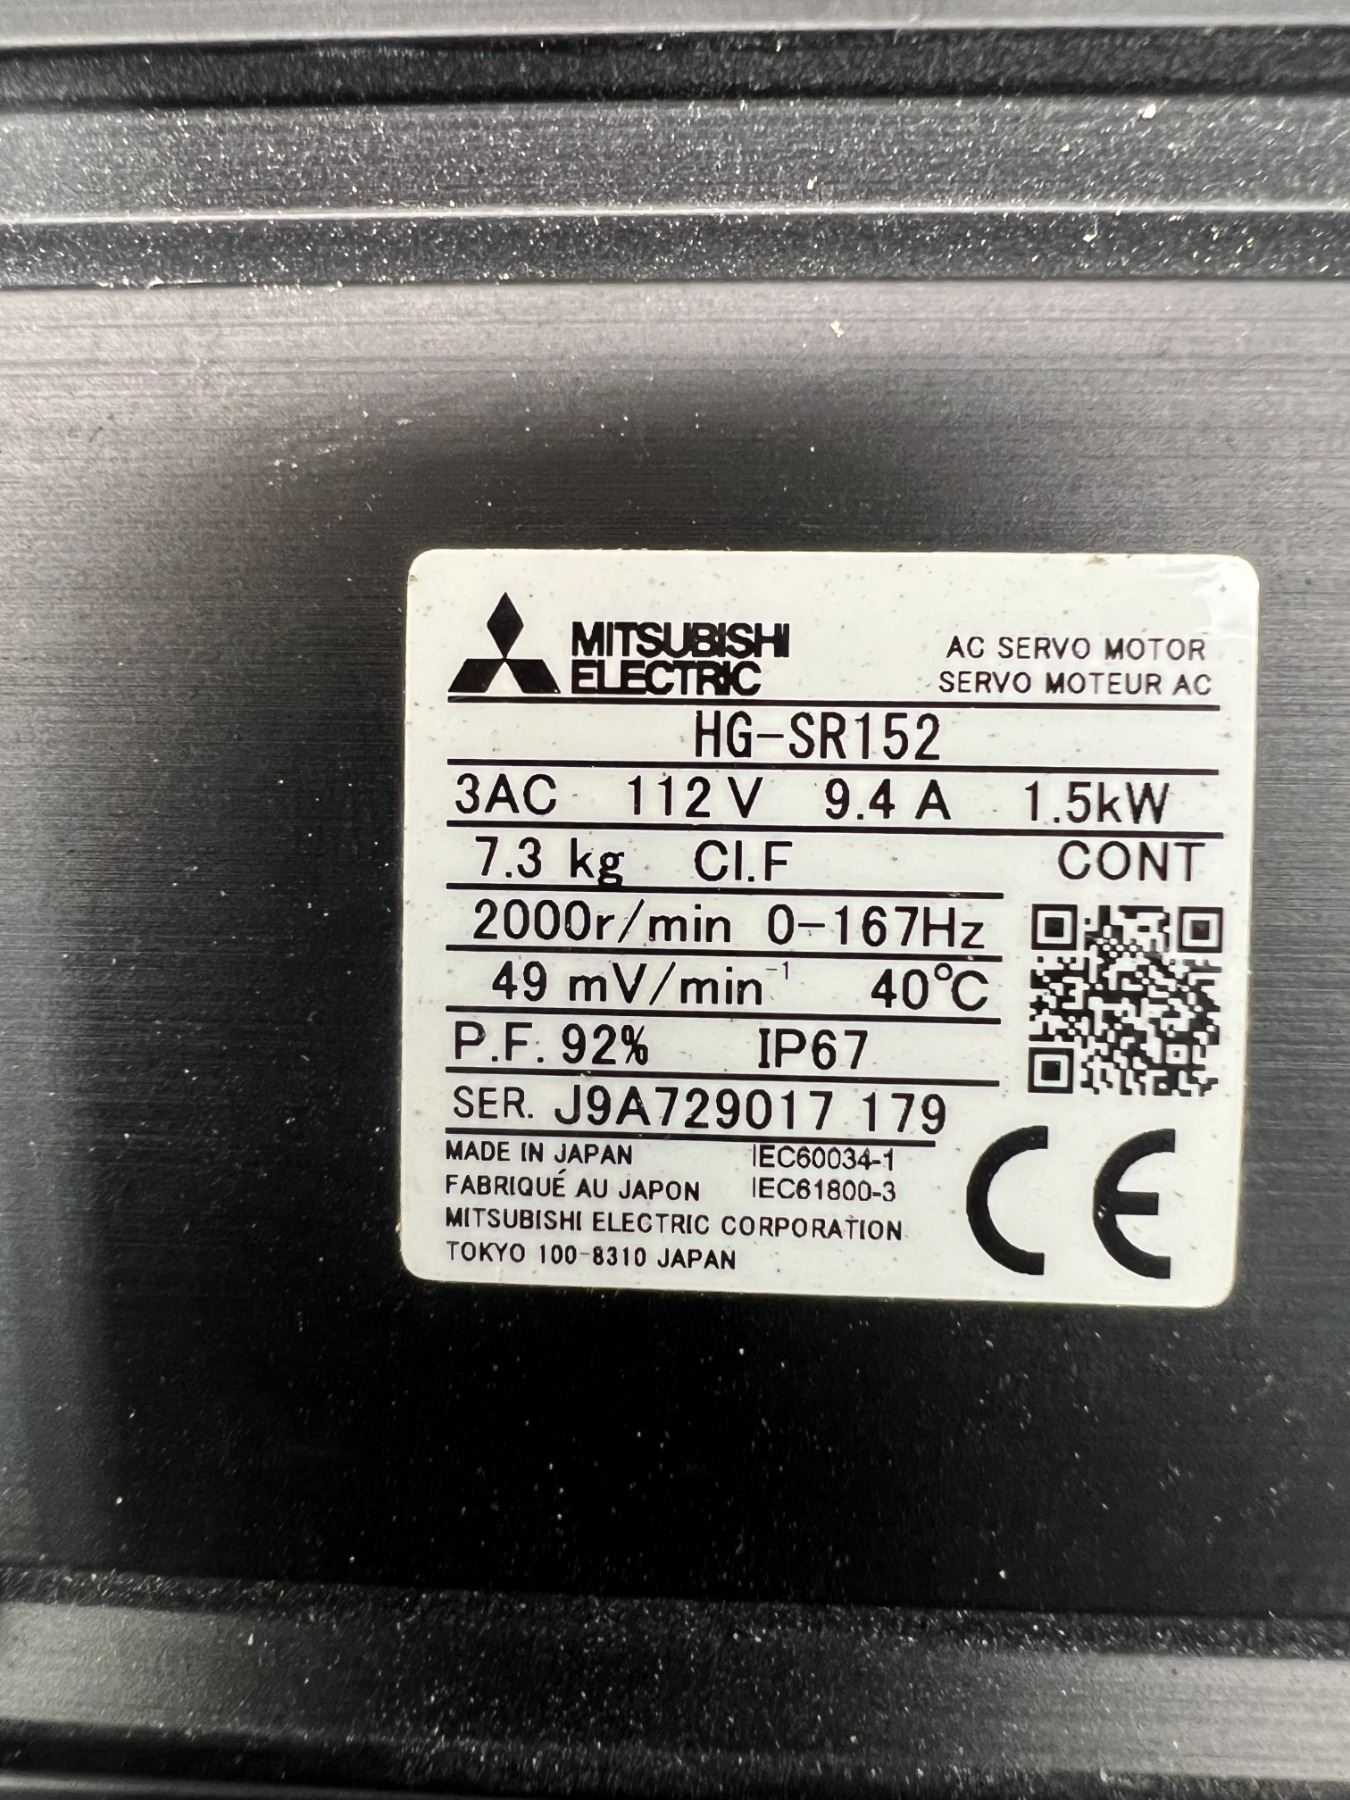 MITSUBISHI
ELECTRIC
AC SERVO MOTOR
SERVO MOTEUR AC
HG-SR152
3AC 112 V 9.4 A 1.5kW
7.3 kg CI.F CONT
2000r/min 0-167Hz
49 mV/min⁻¹ 40°C
P.F. 92% IP67
SER. J9A729017 179
MADE IN JAPAN IEC60034-1
FABRIQUÉ AU JAPON IEC61800-3
MITSUBISHI ELECTRIC CORPORATION
TOKYO 100-8310 JAPAN
CE